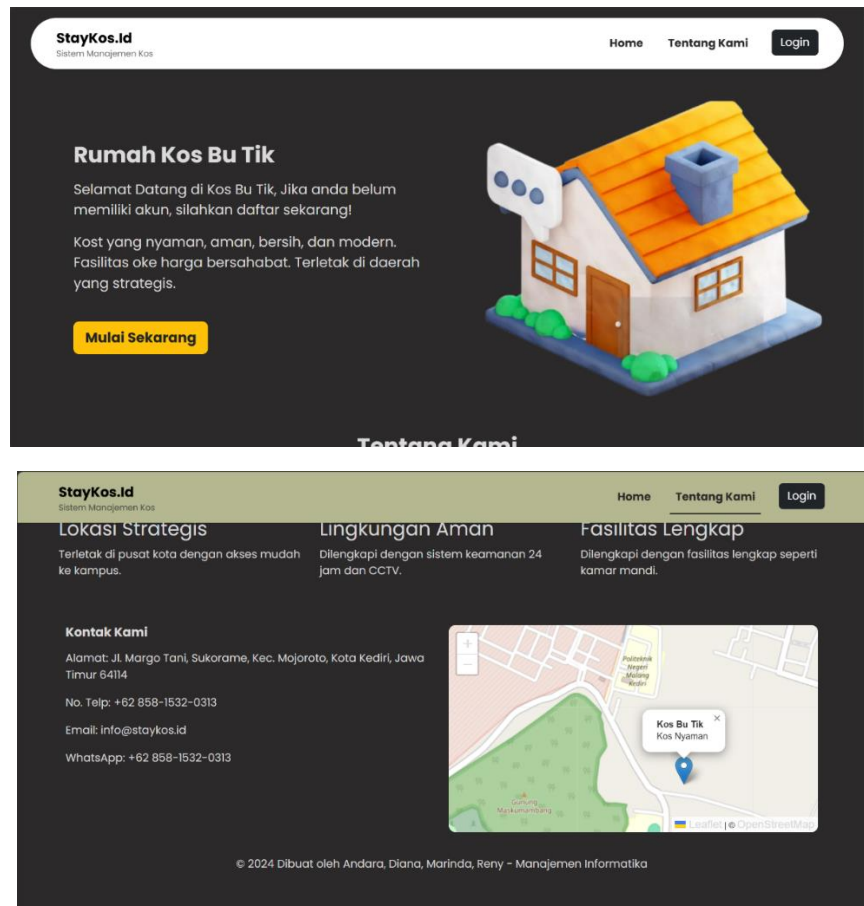 StayKos.Id
Sistem Manajemen Kos
Home
Tentang Kami
Login
Rumah Kos Bu Tik
Selamat Datang di Kos Bu Tik, Jika anda belum
memiliki akun, silahkan daftar sekarang!
Kost yang nyaman, aman, bersih, dan modern.
Fasilitas oke harga bersahabat. Terletak di daerah
yang strategis.
Mulai Sekarang
Tentang Kami
StayKos.Id
Sistem Manajemen Kos
Home
Tentang Kami
Login
Lokasi Strategis
Terletak di pusat kota dengan akses mudah
ke kampus.
Lingkungan Aman
Dilengkapi dengan sistem keamanan 24
jam dan CCTV.
Fasilitas Lengkap
Dilengkapi dengan fasilitas lengkap seperti
kamar mandi.
Kontak Kami
Alamat: Jl. Margo Tani, Sukorame, Kec. Mojoroto, Kota Kediri, Jawa
Timur 64114
No. Telp: +62 858-1532-0313
Email: info@staykos.id
WhatsApp: +62 858-1532-0313
+
−
Politeknik
Negeri
Malang
Kediri
Kos Bu Tik
×
Kos Nyaman
Gunung
Maskumambang
Leaflet | © OpenStreetMap
© 2024 Dibuat oleh Andara, Diana, Marinda, Reny - Manajemen Informatika